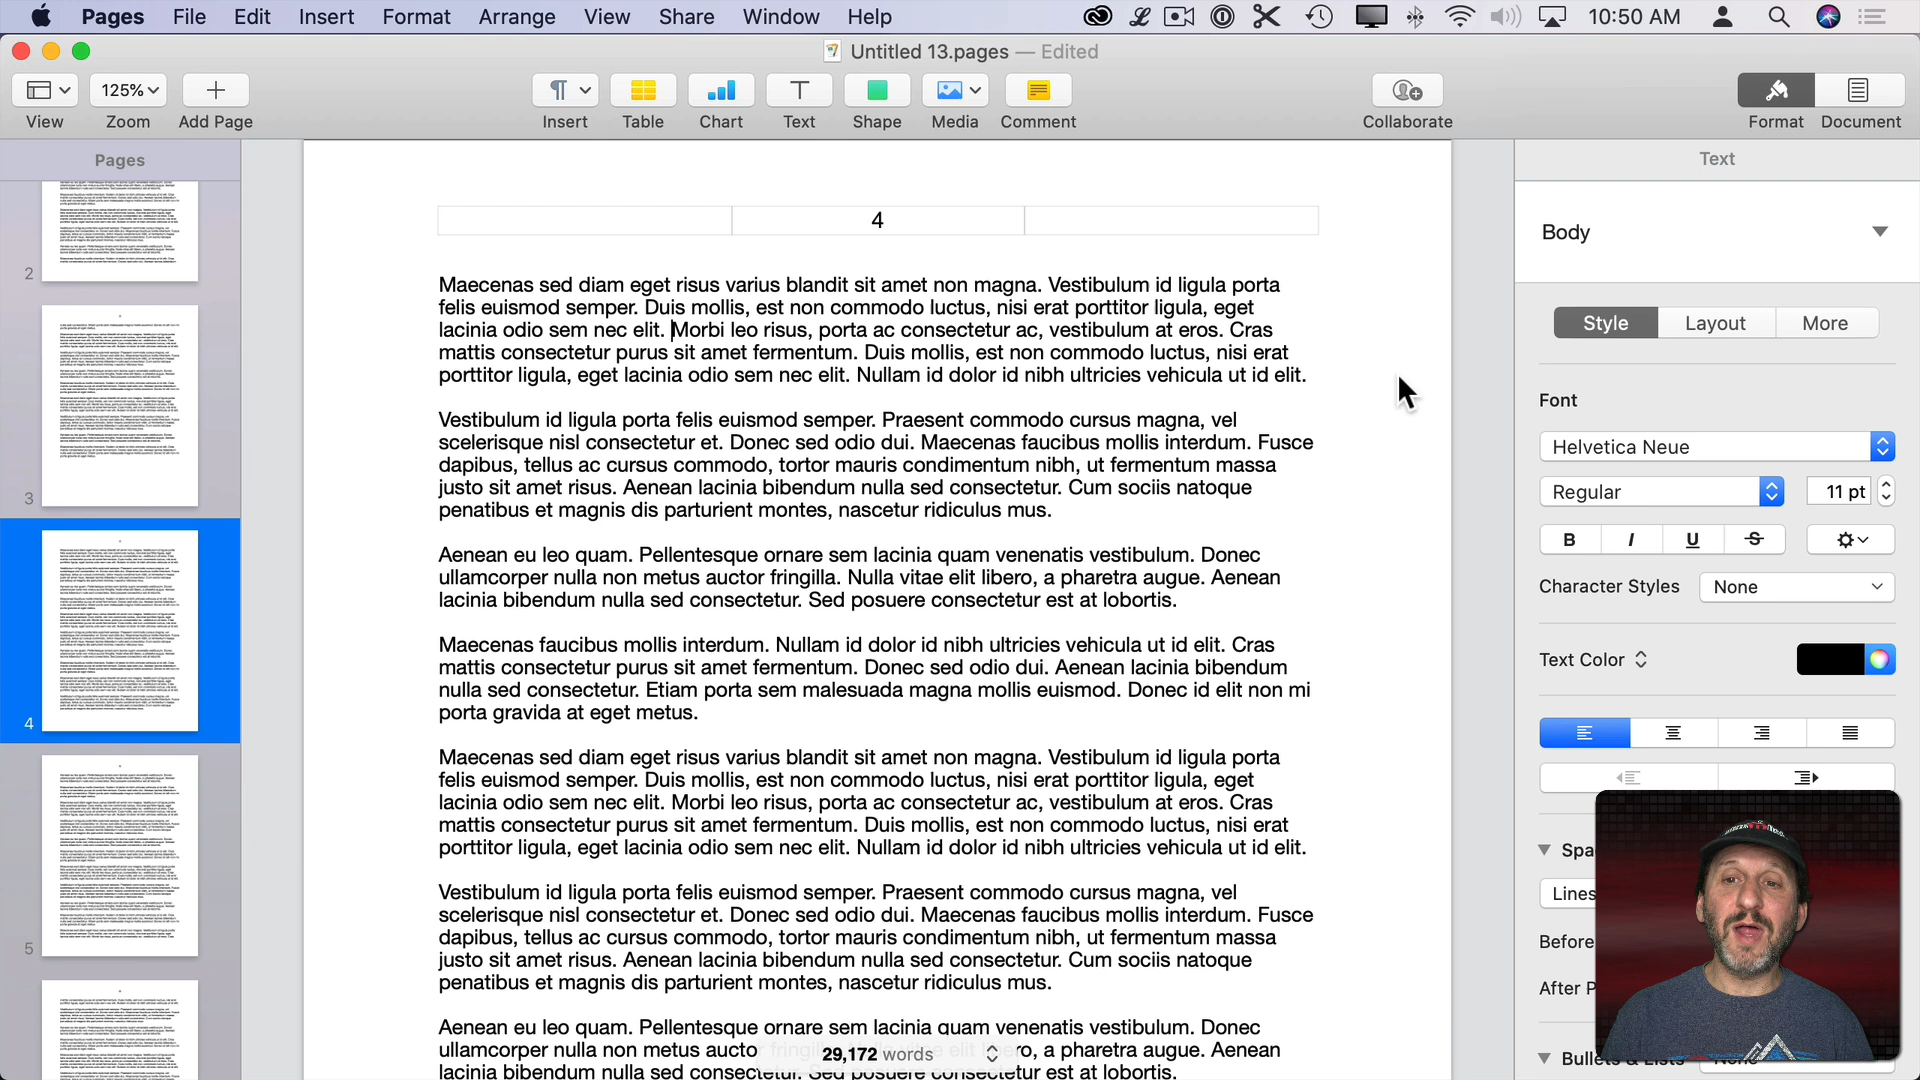 Pages File Edit Insert Format Arrange View Share Window Help 10:50 AM
Untitled 13.pages — Edited
125%
View Zoom Add Page Insert Table Chart Text Shape Media Comment Collaborate Format Document
Pages
2
3
4
5
4
Maecenas sed diam eget risus varius blandit sit amet non magna. Vestibulum id ligula porta
felis euismod semper. Duis mollis, est non commodo luctus, nisi erat porttitor ligula, eget
lacinia odio sem nec elit. Morbi leo risus, porta ac consectetur ac, vestibulum at eros. Cras
mattis consectetur purus sit amet fermentum. Duis mollis, est non commodo luctus, nisi erat
porttitor ligula, eget lacinia odio sem nec elit. Nullam id dolor id nibh ultricies vehicula ut id elit.
Vestibulum id ligula porta felis euismod semper. Praesent commodo cursus magna, vel
scelerisque nisl consectetur et. Donec sed odio dui. Maecenas faucibus mollis interdum. Fusce
dapibus, tellus ac cursus commodo, tortor mauris condimentum nibh, ut fermentum massa
justo sit amet risus. Aenean lacinia bibendum nulla sed consectetur. Cum sociis natoque
penatibus et magnis dis parturient montes, nascetur ridiculus mus.
Aenean eu leo quam. Pellentesque ornare sem lacinia quam venenatis vestibulum. Donec
ullamcorper nulla non metus auctor fringilla. Nulla vitae elit libero, a pharetra augue. Aenean
lacinia bibendum nulla sed consectetur. Sed posuere consectetur est at lobortis.
Maecenas faucibus mollis interdum. Nullam id dolor id nibh ultricies vehicula ut id elit. Cras
mattis consectetur purus sit amet fermentum. Donec sed odio dui. Aenean lacinia bibendum
nulla sed consectetur. Etiam porta sem malesuada magna mollis euismod. Donec id elit non mi
porta gravida at eget metus.
Maecenas sed diam eget risus varius blandit sit amet non magna. Vestibulum id ligula porta
felis euismod semper. Duis mollis, est non commodo luctus, nisi erat porttitor ligula, eget
lacinia odio sem nec elit. Morbi leo risus, porta ac consectetur ac, vestibulum at eros. Cras
mattis consectetur purus sit amet fermentum. Duis mollis, est non commodo luctus, nisi erat
porttitor ligula, eget lacinia odio sem nec elit. Nullam id dolor id nibh ultricies vehicula ut id elit.
Vestibulum id ligula porta felis euismod semper. Praesent commodo cursus magna, vel
scelerisque nisl consectetur et. Donec sed odio dui. Maecenas faucibus mollis interdum. Fusce
dapibus, tellus ac cursus commodo, tortor mauris condimentum nibh, ut fermentum massa
justo sit amet risus. Aenean lacinia bibendum nulla sed consectetur. Cum sociis natoque
penatibus et magnis dis parturient montes, nascetur ridiculus mus.
Aenean eu leo quam. Pellentesque ornare sem lacinia quam venenatis vestibulum. Donec
ullamcorper nulla non metus aucto o, a pharetra augue. Aenean
29,172 words
lacinia bibendum nulla sed consectetur. Sed posuere consectetur est at lobortis.
Text
Body
Style Layout More
Font
Helvetica Neue
Regular 11 pt
B I U S
Character Styles None
Text Color
Spa
Lines
Before
After P
Bullets & Lists None